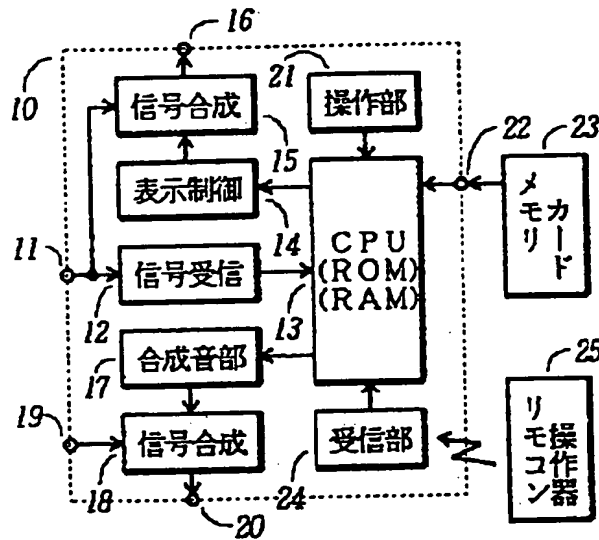 16
10
信号合成
21
操作部
15
22
23
表示制御
14
メモリ
カード
CPU
(ROM)
(RAM)
11
信号受信
12
13
合成音部
17
25
19
信号合成
18
受信部
24
リモコン
操作器
20